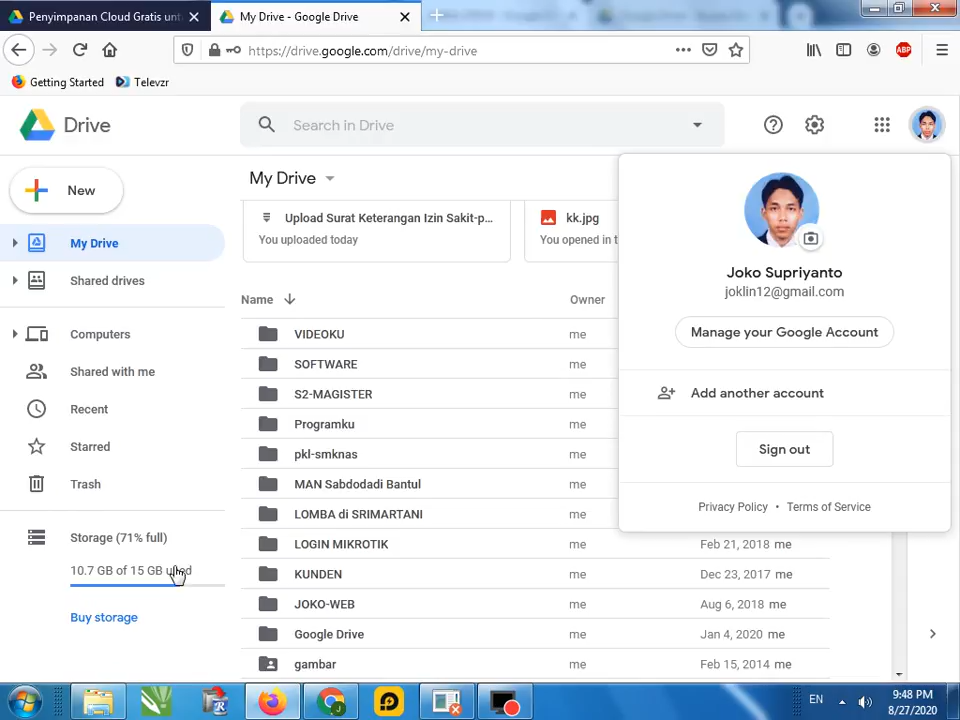 Penyimpanan Cloud Gratis unt
My Drive - Google Drive
https://drive.google.com/drive/my-drive
ABP
Getting Started
Televzr
Drive
Search in Drive
New
My Drive
My Drive
Shared drives
Computers
Shared with me
Recent
Starred
Trash
Storage (71% full)
10.7 GB of 15 GB used
Buy storage
Upload Surat Keterangan Izin Sakit-p...
You uploaded today
kk.jpg
You opened in t
Name
Owner
VIDEOKU me
SOFTWARE me
S2-MAGISTER me
Programku me
pkl-smknas me
MAN Sabdodadi Bantul me
LOMBA di SRIMARTANI me
LOGIN MIKROTIK me Feb 21, 2018 me
KUNDEN me Dec 23, 2017 me
JOKO-WEB me Aug 6, 2018 me
Google Drive me Jan 4, 2020 me
gambar me Feb 15, 2014 me
Joko Supriyanto
joklin12@gmail.com
Manage your Google Account
Add another account
Sign out
Privacy Policy • Terms of Service
EN
9:48 PM
8/27/2020